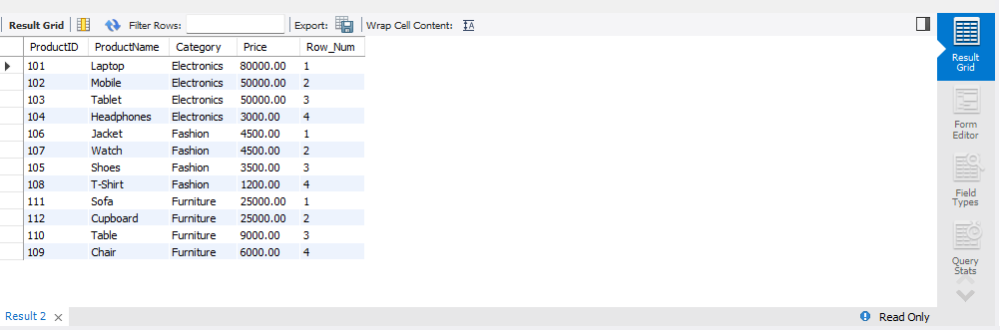 Result Grid Filter Rows: Export: Wrap Cell Content:
ProductID ProductName Category Price Row_Num
101 Laptop Electronics 80000.00 1
102 Mobile Electronics 50000.00 2
103 Tablet Electronics 50000.00 3
104 Headphones Electronics 3000.00 4
106 Jacket Fashion 4500.00 1
107 Watch Fashion 4500.00 2
105 Shoes Fashion 3500.00 3
108 T-Shirt Fashion 1200.00 4
111 Sofa Furniture 25000.00 1
112 Cupboard Furniture 25000.00 2
110 Table Furniture 9000.00 3
109 Chair Furniture 6000.00 4
Result
Grid
Form
Editor
Field
Types
Query
Stats
Result 2 Read Only